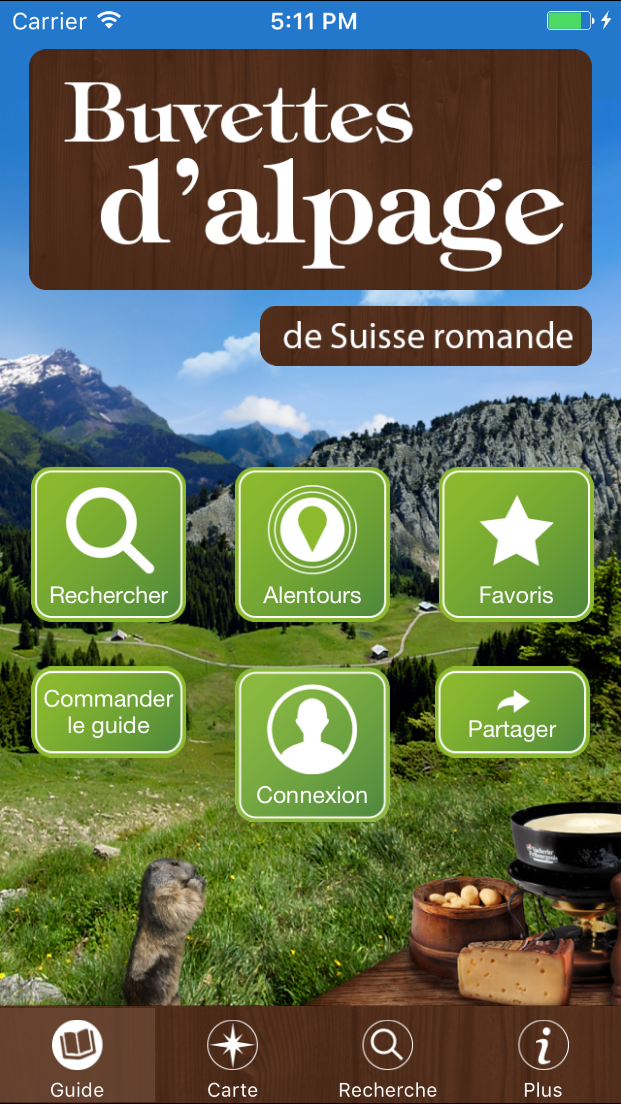 Carrier
5:11 PM
Buvettes
d'alpage
de Suisse romande
Rechercher
Alentours
Favoris
Commander
le guide
Connexion
Partager
Guide
Carte
Recherche
Plus